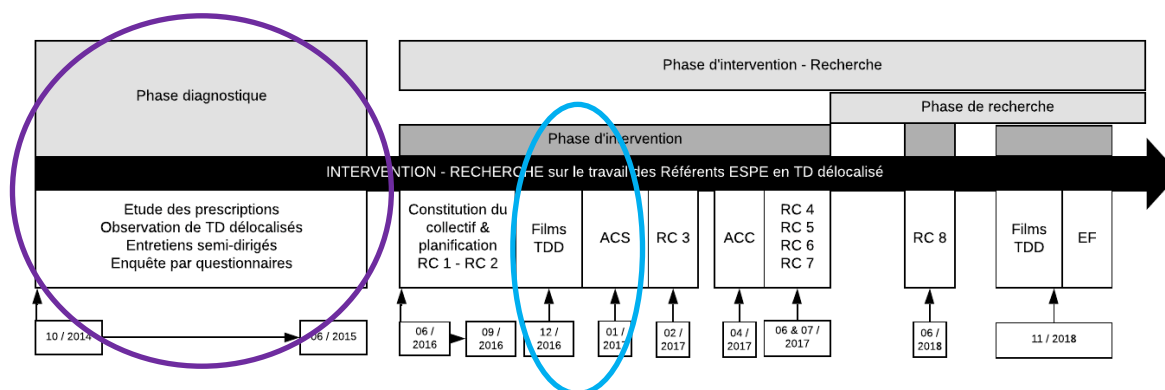 Phase diagnostique
Phase d'intervention - Recherche
Phase de recherche
Phase d'intervention
INTERVENTION - RECHERCHE sur le travail des Référents ESPE en TD délocalisé
Etude des prescriptions
Observation de TD délocalisés
Entretiens semi-dirigés
Enquête par questionnaires
Constitution du
collectif &
planification
RC 1 - RC 2
Films
TDD
ACS
RC 3
ACC
RC 4
RC 5
RC 6
RC 7
RC 8
Films
TDD
EF
10 / 2014
06 / 2015
06 /
2016
09 /
2016
12 /
2016
01 /
2017
02 /
2017
04 /
2017
06 & 07 /
2017
06 /
2018
11 / 2018